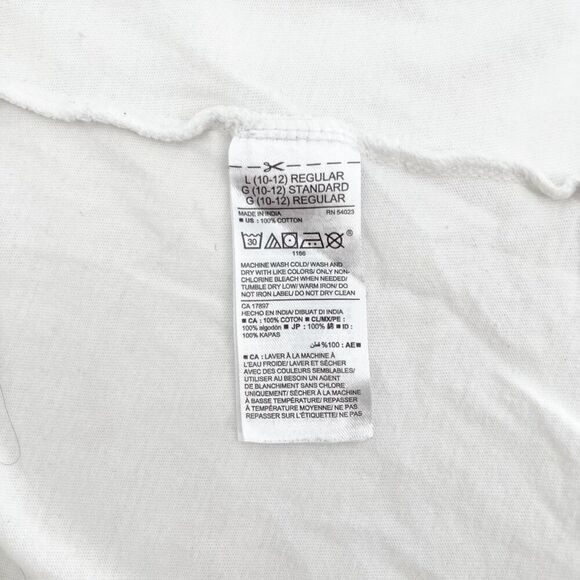 L (10-12) REGULAR
G (10-12) STANDARD
G (10-12) REGULAR
MADE IN INDIA RN 54023
■ US : 100% COTTON
30 ®
1166
MACHINE WASH COLD/ WASH AND
DRY WITH LIKE COLORS/ ONLY NON-
CHLORINE BLEACH WHEN NEEDED/
TUMBLE DRY LOW/ WARM IRON/ DO
NOT IRON LABEL/ DO NOT DRY CLEAN
CA 17897
HECHO EN INDIA/ DIBUAT DI INDIA
■ CA : 100% COTON ■ CL/MX/PE :
100% algodón ■ JP : 100% 綿 ■ ID :
100% KAPAS
%100 قطن : AE ■
■ CA : LAVER À LA MACHINE À
L'EAU FROIDE/ LAVER ET SÉCHER
AVEC DES COULEURS SEMBLABLES/
UTILISER AU BESOIN UN AGENT
DE BLANCHIMENT SANS CHLORE
UNIQUEMENT/ SÉCHER À LA MACHINE
À BASSE TEMPÉRATURE/ REPASSER
À TEMPÉRATURE MOYENNE/ NE PAS
REPASSER SUR L'ÉTIQUETTE/ NE PAS